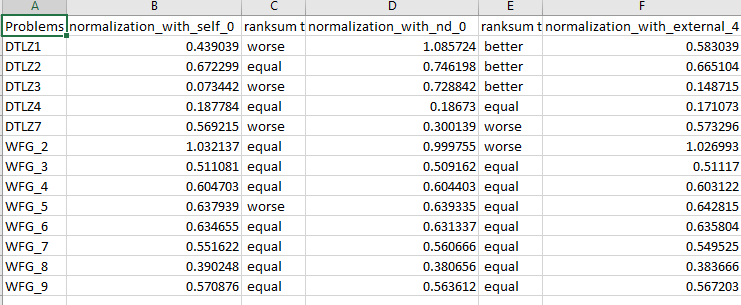 A B C D E F
Problems normalization_with_self_0 ranksum t normalization_with_nd_0 ranksum t normalization_with_external_4
DTLZ1 0.439039 worse 1.085724 better 0.583039
DTLZ2 0.672299 equal 0.746198 better 0.665104
DTLZ3 0.073442 worse 0.728842 better 0.148715
DTLZ4 0.187784 equal 0.18673 equal 0.171073
DTLZ7 0.569215 worse 0.300139 worse 0.573296
WFG_2 1.032137 equal 0.999755 worse 1.026993
WFG_3 0.511081 equal 0.509162 equal 0.51117
WFG_4 0.604703 equal 0.604403 equal 0.603122
WFG_5 0.637939 worse 0.639335 equal 0.642815
WFG_6 0.634655 equal 0.631337 equal 0.635804
WFG_7 0.551622 equal 0.560666 equal 0.549525
WFG_8 0.390248 equal 0.380656 equal 0.383666
WFG_9 0.570876 equal 0.563612 equal 0.567203